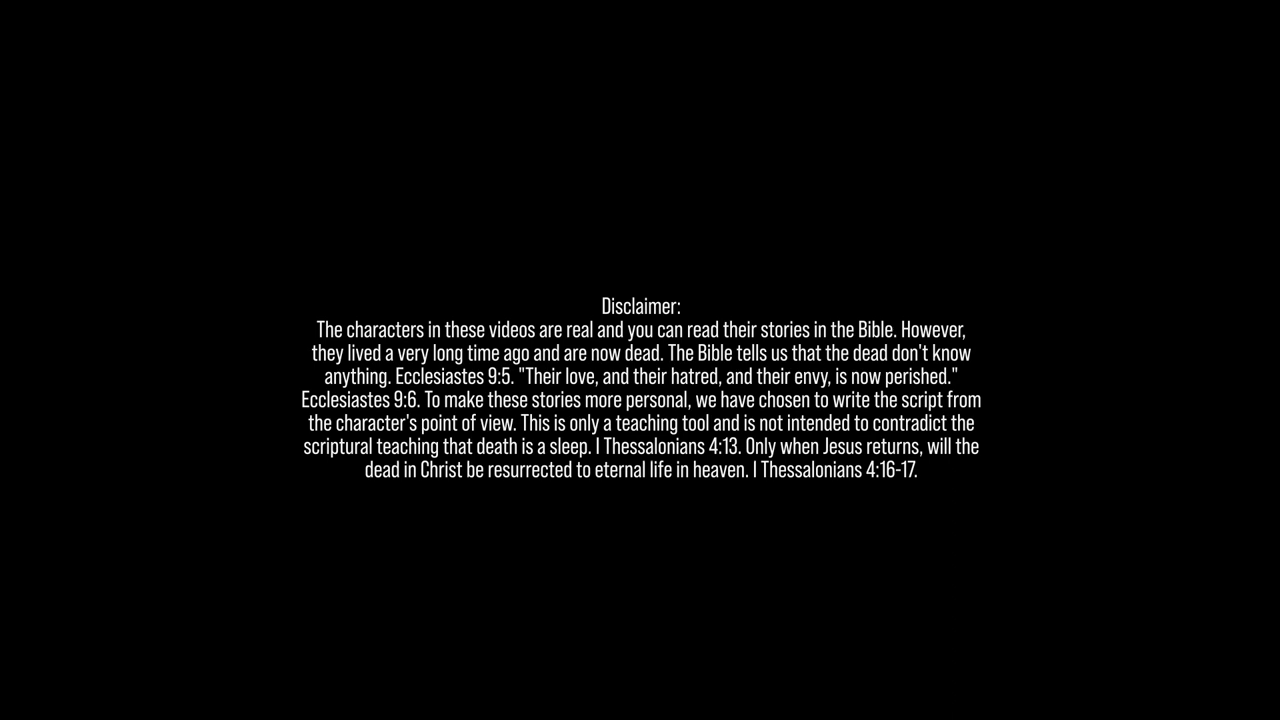 Disclaimer:
The characters in these videos are real and you can read their stories in the Bible. However,
they lived a very long time ago and are now dead. The Bible tells us that the dead don't know
anything. Ecclesiastes 9:5. "Their love, and their hatred, and their envy, is now perished."
Ecclesiastes 9:6. To make these stories more personal, we have chosen to write the script from
the character's point of view. This is only a teaching tool and is not intended to contradict the
scriptural teaching that death is a sleep. I Thessalonians 4:13. Only when Jesus returns, will the
dead in Christ be resurrected to eternal life in heaven. I Thessalonians 4:16-17.